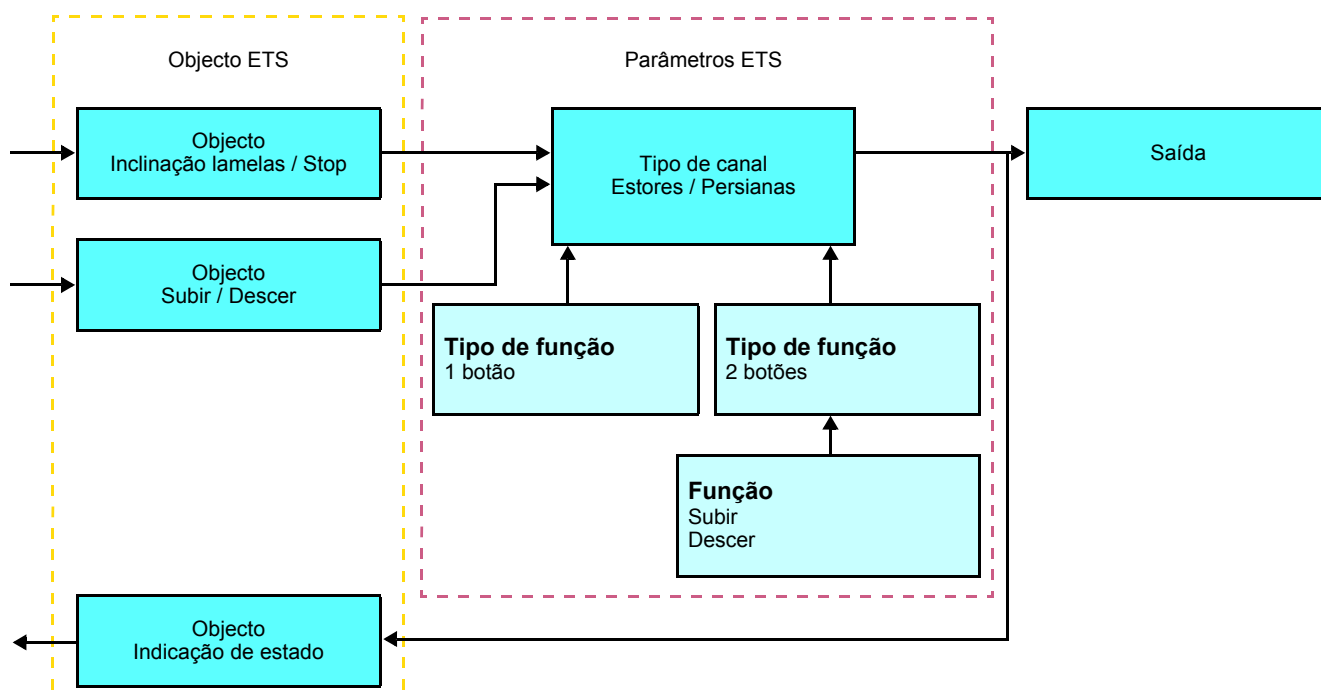 Objecto ETS
Parâmetros ETS
Objecto
Inclinação lamelas / Stop
Tipo de canal
Estores / Persianas
Saída
Objecto
Subir / Descer
Tipo de função
1 botão
Tipo de função
2 botões
Função
Subir
Descer
Objecto
Indicação de estado